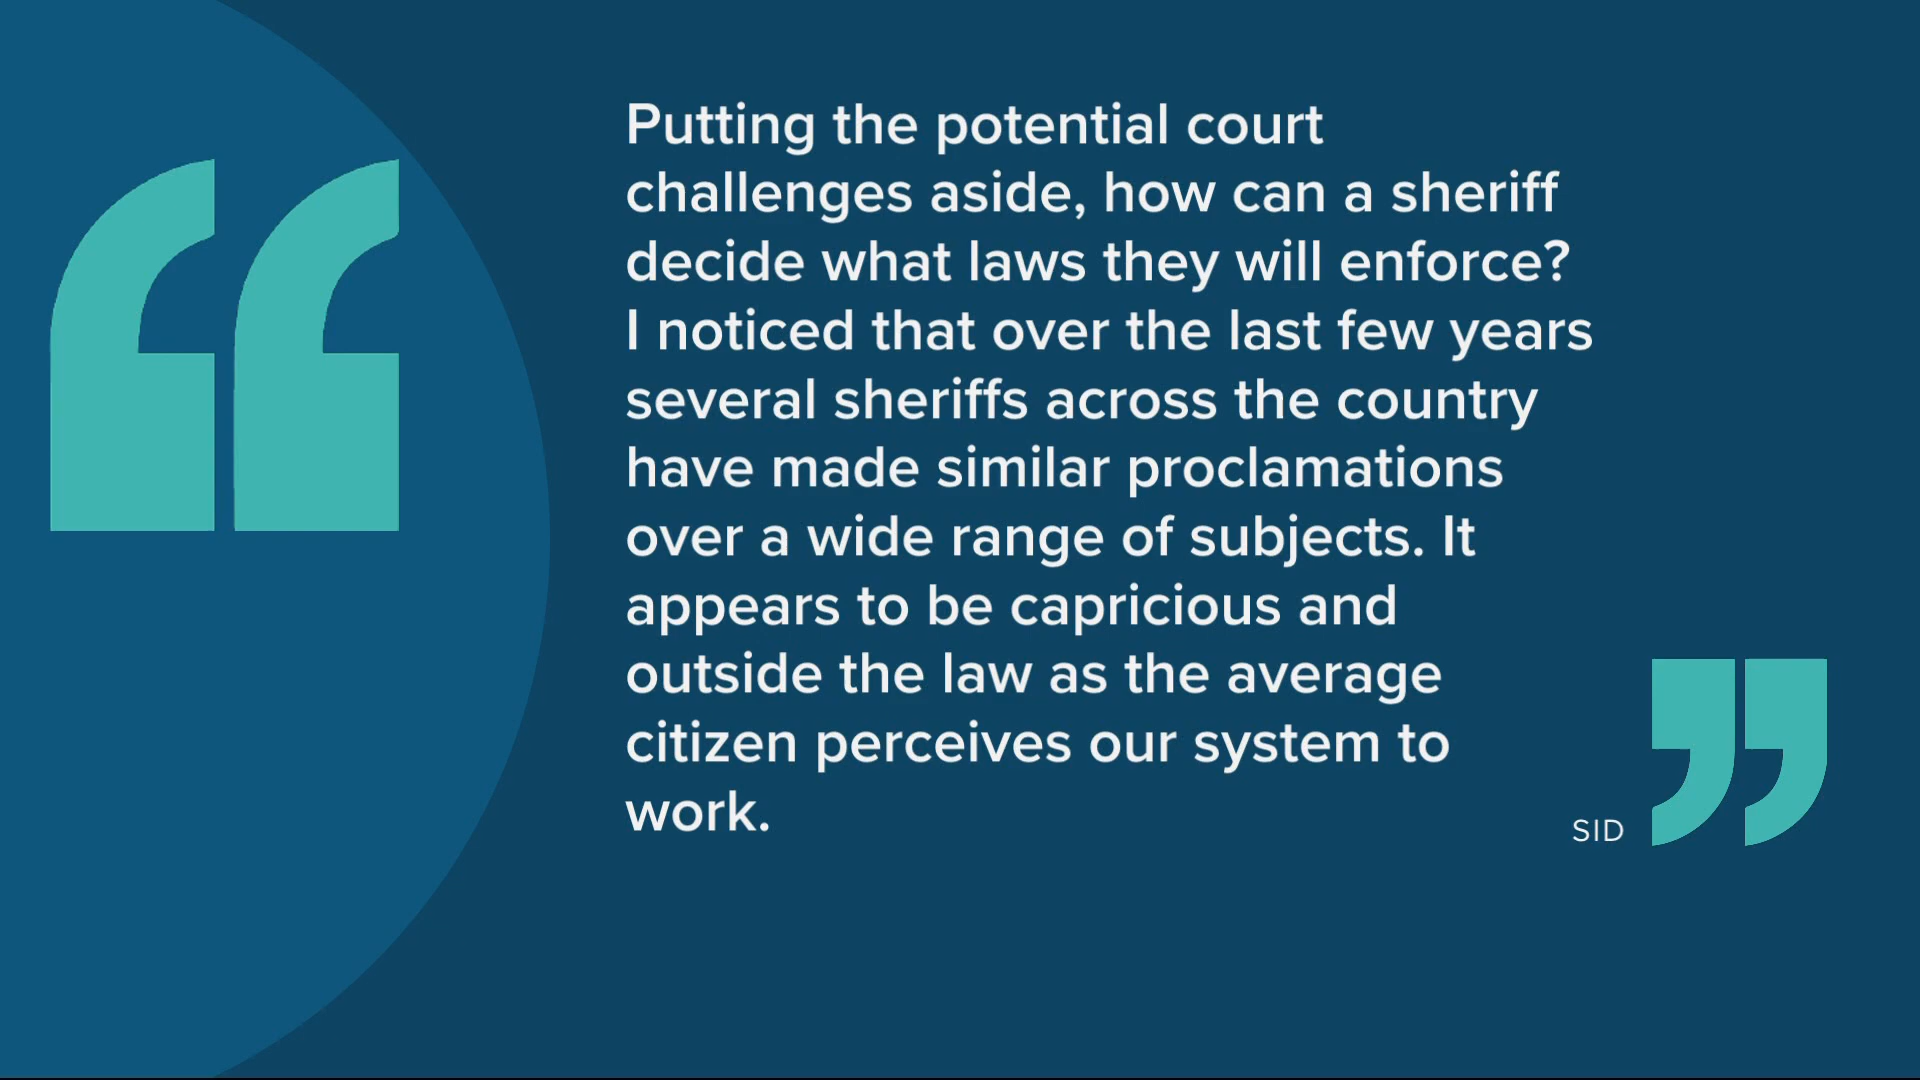 Putting the potential court
challenges aside, how can a sheriff
decide what laws they will enforce?
I noticed that over the last few years
several sheriffs across the country
have made similar proclamations
over a wide range of subjects. It
appears to be capricious and
outside the law as the average
citizen perceives our system to
work.
SID